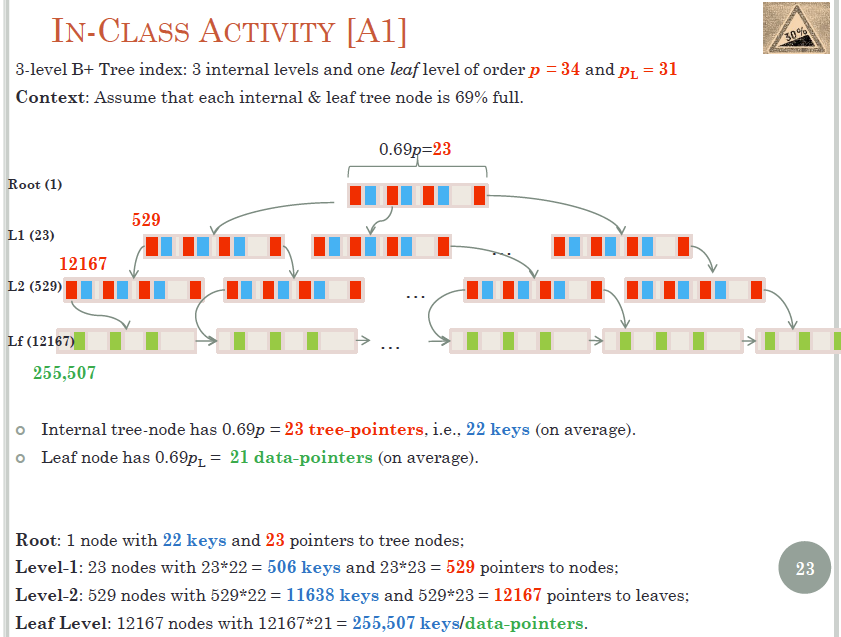 IN-CLASS ACTIVITY [A1]
30%
3-level B+ Tree index: 3 internal levels and one leaf level of order p = 34 and pL = 31
Context: Assume that each internal & leaf tree node is 69% full.
0.69p=23
Root (1)
529
L1 (23)
...
12167
L2 (529)
...
Lf (12167)
...
255,507
Internal tree-node has 0.69p = 23 tree-pointers, i.e., 22 keys (on average).
Leaf node has 0.69pL = 21 data-pointers (on average).
Root: 1 node with 22 keys and 23 pointers to tree nodes;
Level-1: 23 nodes with 23*22 = 506 keys and 23*23 = 529 pointers to nodes;
23
Level-2: 529 nodes with 529*22 = 11638 keys and 529*23 = 12167 pointers to leaves;
Leaf Level: 12167 nodes with 12167*21 = 255,507 keys/data-pointers.